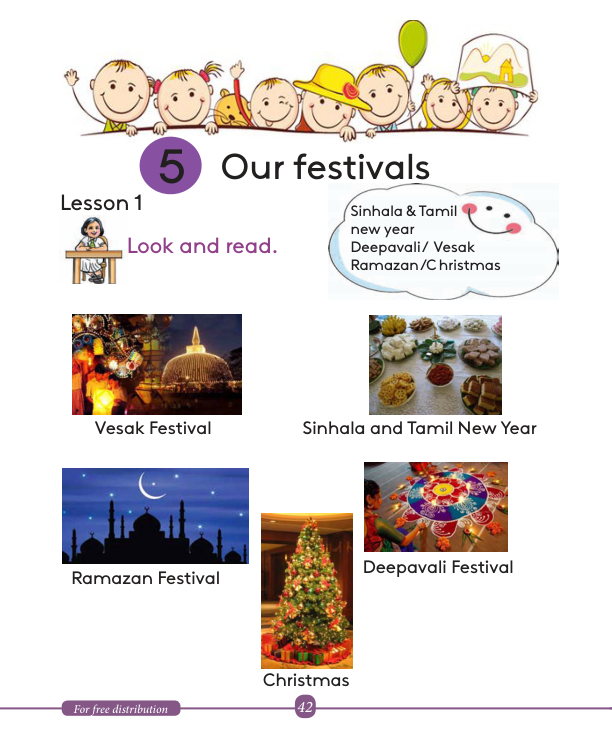 5 Our festivals
Lesson 1
Look and read.
Sinhala & Tamil
new year
Deepavali / Vesak
Ramazan /C hristmas
Vesak Festival
Sinhala and Tamil New Year
Ramazan Festival
Deepavali Festival
Christmas
For free distribution
42